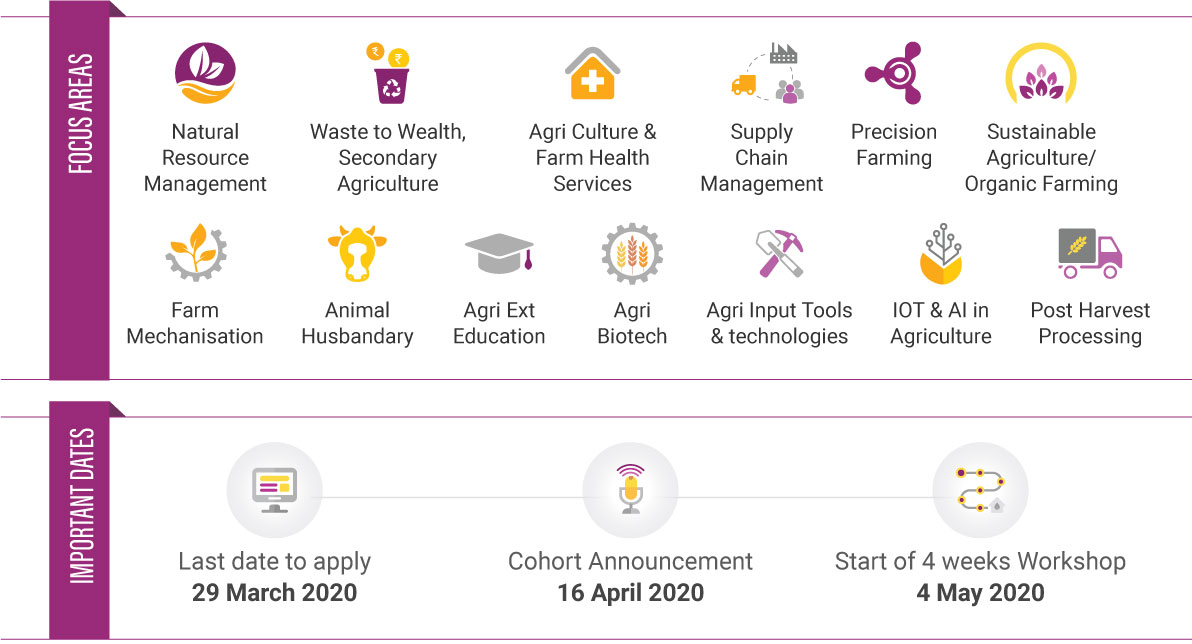 FOCUS AREAS
Natural
Resource
Management
Waste to Wealth,
Secondary
Agriculture
Agri Culture &
Farm Health
Services
Supply
Chain
Management
Precision
Farming
Sustainable
Agriculture/
Organic Farming
Farm
Mechanisation
Animal
Husbandary
Agri Ext
Education
Agri
Biotech
Agri Input Tools
& technologies
IOT & AI in
Agriculture
Post Harvest
Processing
IMPORTANT DATES
Last date to apply
29 March 2020
Cohort Announcement
16 April 2020
Start of 4 weeks Workshop
4 May 2020